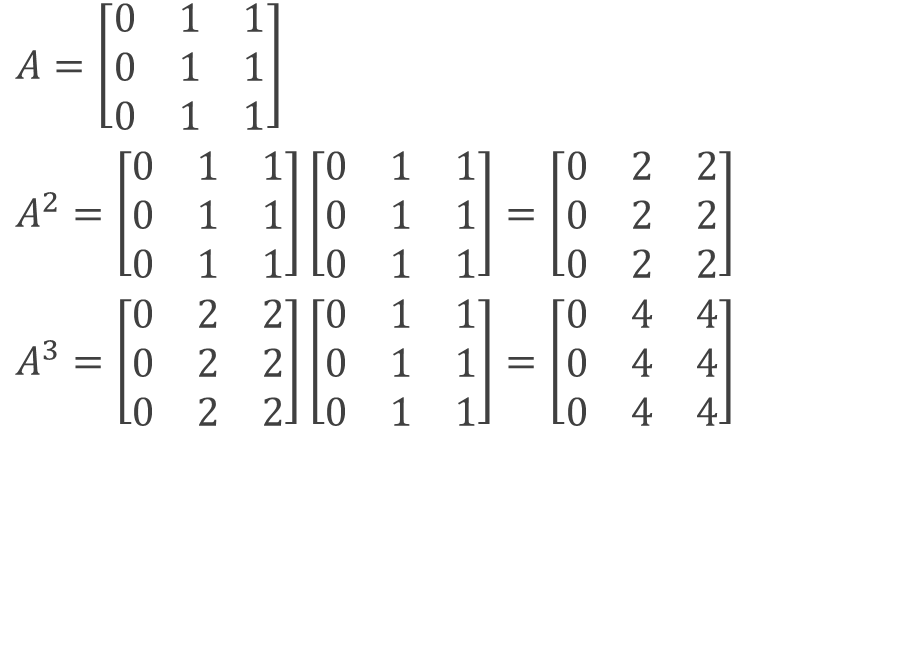 A = [0 1 1
0 1 1
0 1 1]
A² = [0 1 1
0 1 1
0 1 1] [0 1 1
0 1 1
0 1 1] = [0 2 2
0 2 2
0 2 2]
A³ = [0 2 2
0 2 2
0 2 2] [0 1 1
0 1 1
0 1 1] = [0 4 4
0 4 4
0 4 4]